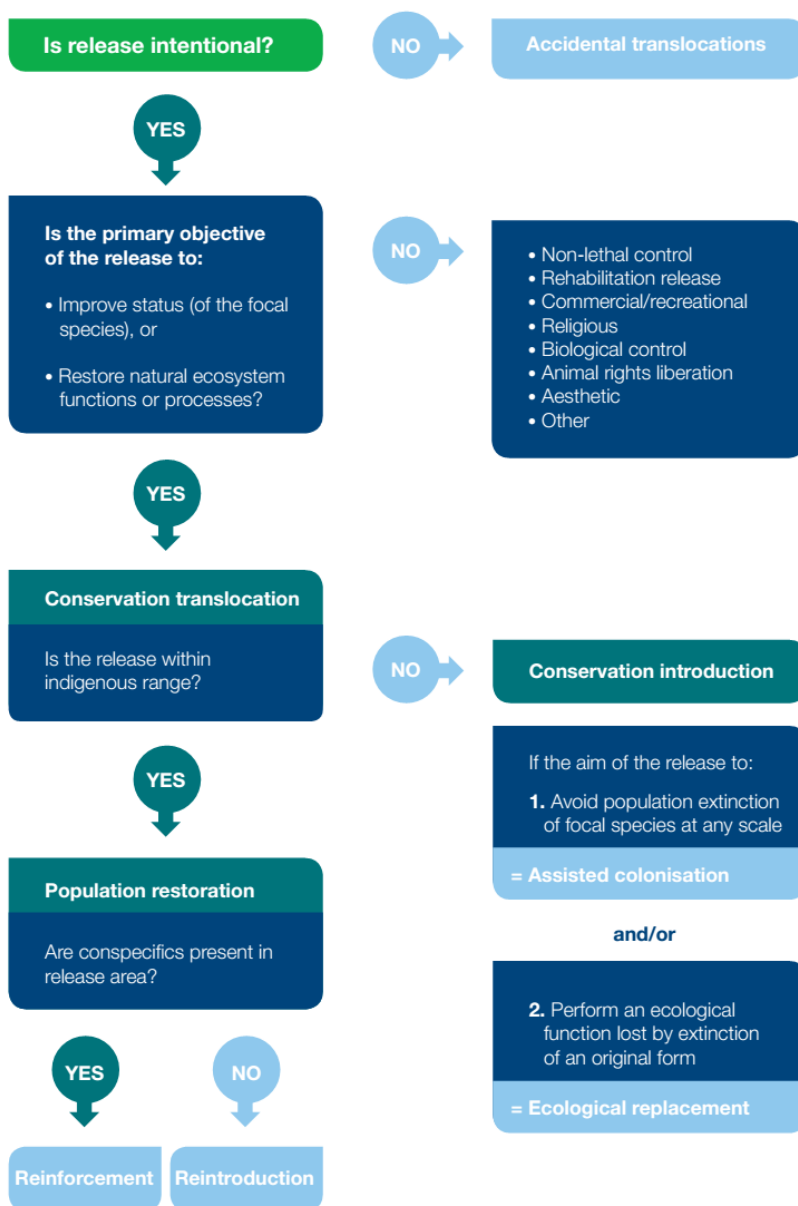 Is release intentional?
NO
Accidental translocations
YES
Is the primary objective
of the release to:
• Improve status (of the focal
species), or
• Restore natural ecosystem
functions or processes?
NO
• Non-lethal control
• Rehabilitation release
• Commercial/recreational
• Religious
• Biological control
• Animal rights liberation
• Aesthetic
• Other
YES
Conservation translocation
Is the release within
indigenous range?
NO
Conservation introduction
If the aim of the release to:
1. Avoid population extinction
of focal species at any scale
= Assisted colonisation
and/or
2. Perform an ecological
function lost by extinction
of an original form
= Ecological replacement
YES
Population restoration
Are conspecifics present in
release area?
YES
NO
Reinforcement
Reintroduction